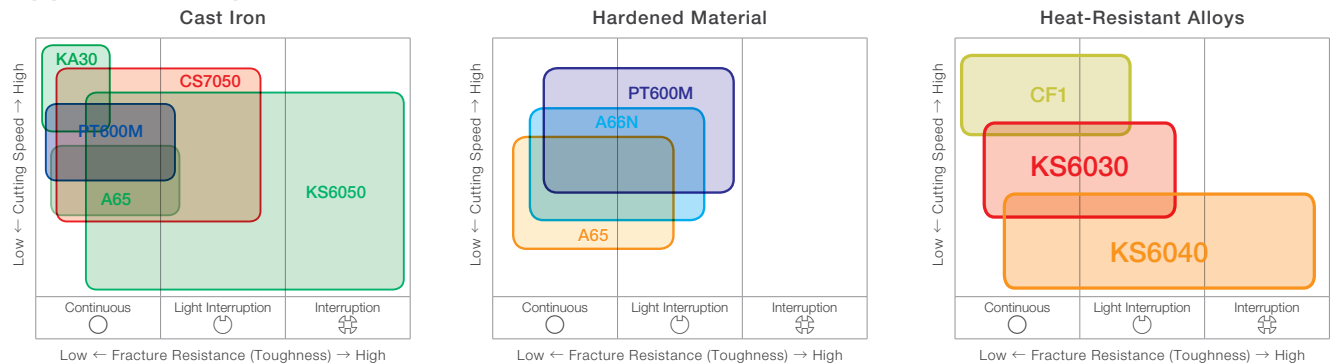 Cast Iron
Low ← Cutting Speed → High
KA30
CS7050
PT600M
KS6050
A65
Continuous
Light Interruption
Interruption
Low ← Fracture Resistance (Toughness) → High
Hardened Material
Low ← Cutting Speed → High
PT600M
A66N
A65
Continuous
Light Interruption
Interruption
Low ← Fracture Resistance (Toughness) → High
Heat-Resistant Alloys
Low ← Cutting Speed → High
CF1
KS6030
KS6040
Continuous
Light Interruption
Interruption
Low ← Fracture Resistance (Toughness) → High